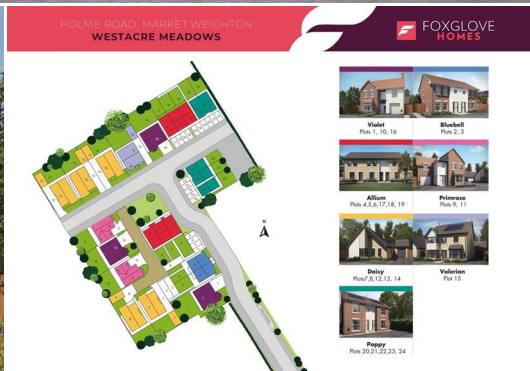 HOLME ROAD, MARKET WEIGHTON
WESTACRE MEADOWS
FOXGLOVE
HOMES
Violet
Plots 1, 10, 16
Bluebell
Plots 2, 3
Allium
Plots 4,5,6,17,18, 19
Primrose
Plots 9, 11
Daisy
Plots7,8,12,13, 14
Valerian
Plot 15
Poppy
Plots 20,21,22,23, 24
N